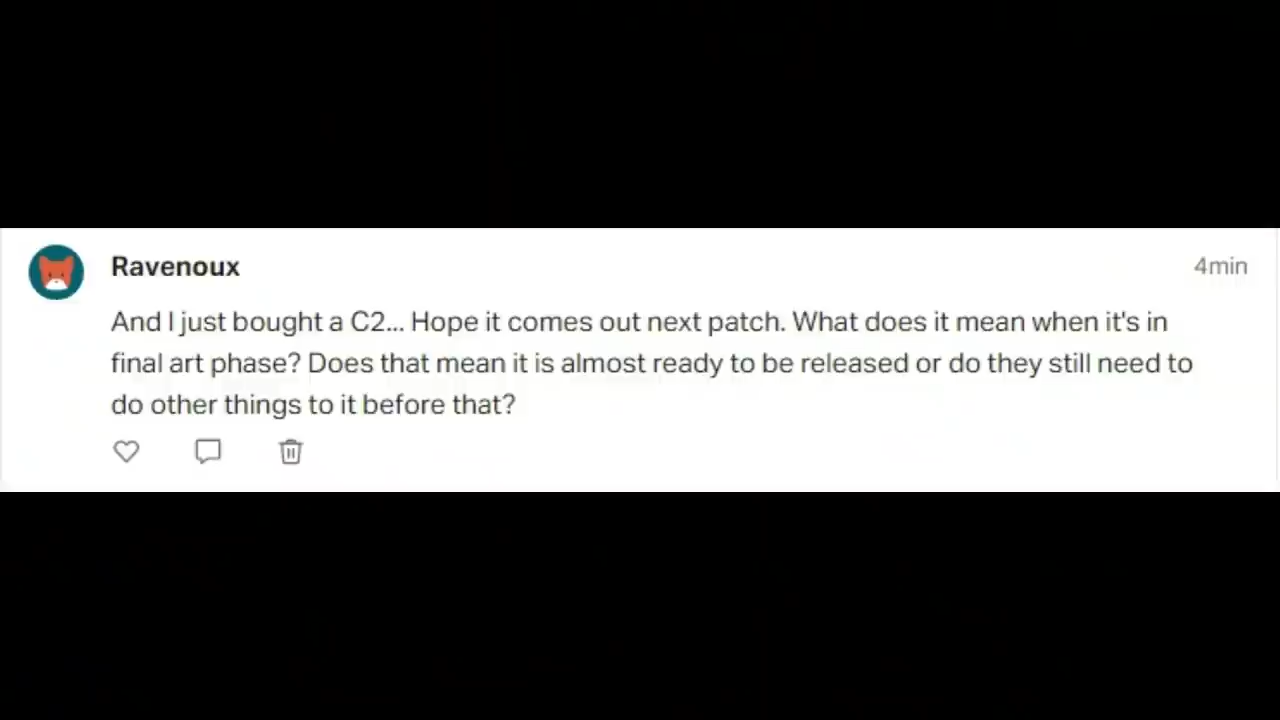 Ravenoux
4min
And I just bought a C2... Hope it comes out next patch. What does it mean when it's in
final art phase? Does that mean it is almost ready to be released or do they still need to
do other things to it before that?